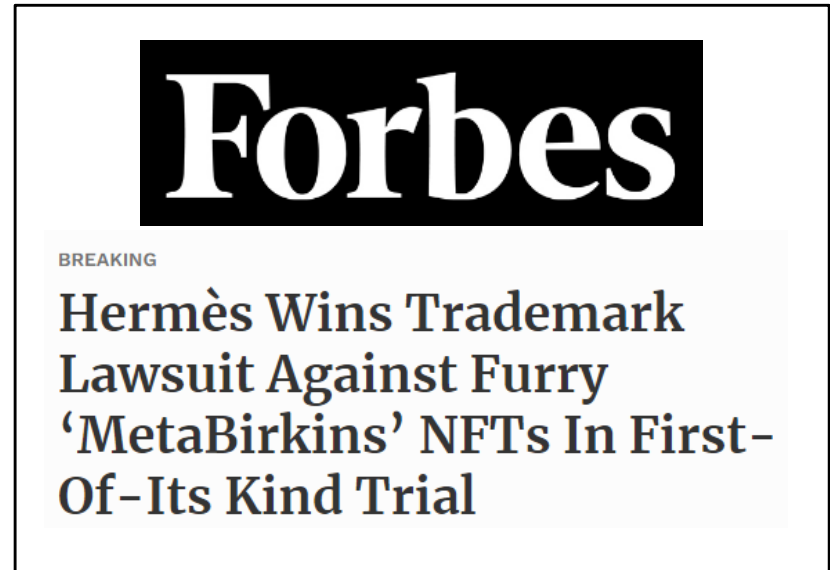 Forbes
BREAKING
Hermès Wins Trademark
Lawsuit Against Furry
‘MetaBirkins’ NFTs In First-
Of-Its Kind Trial